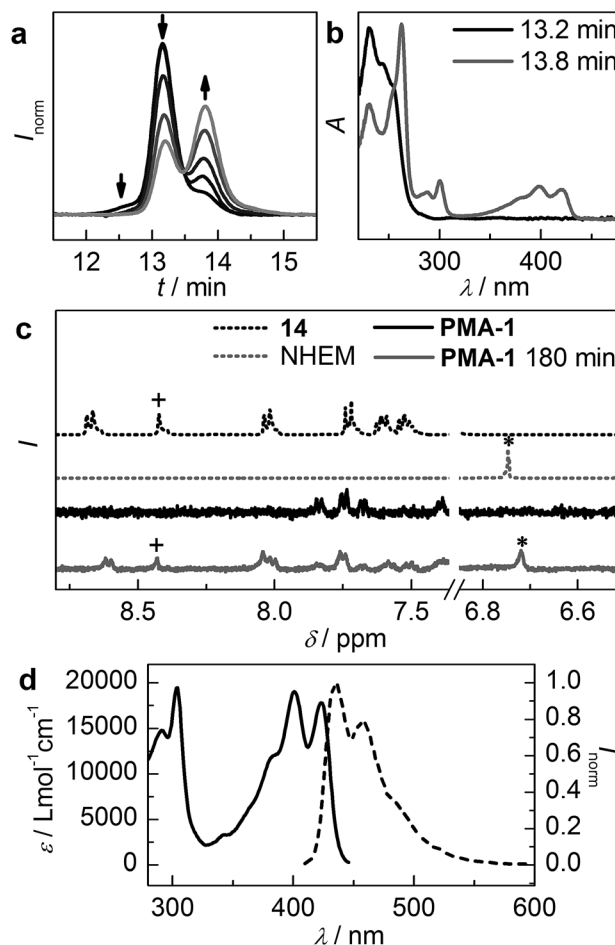 a
I norm
12 13 14 15
t / min
b
13.2 min
13.8 min
A
300 400
λ / nm
c
14
NHEM
PMA-1
PMA-1 180 min
I
+
*
+
*
8.5 8.0 7.5 6.8 6.6
δ / ppm
d
20000
15000
10000
5000
0
ε / Lmol⁻¹cm⁻¹
1.0
0.8
0.6
0.4
0.2
0.0
I norm
300 400 500 600
λ / nm